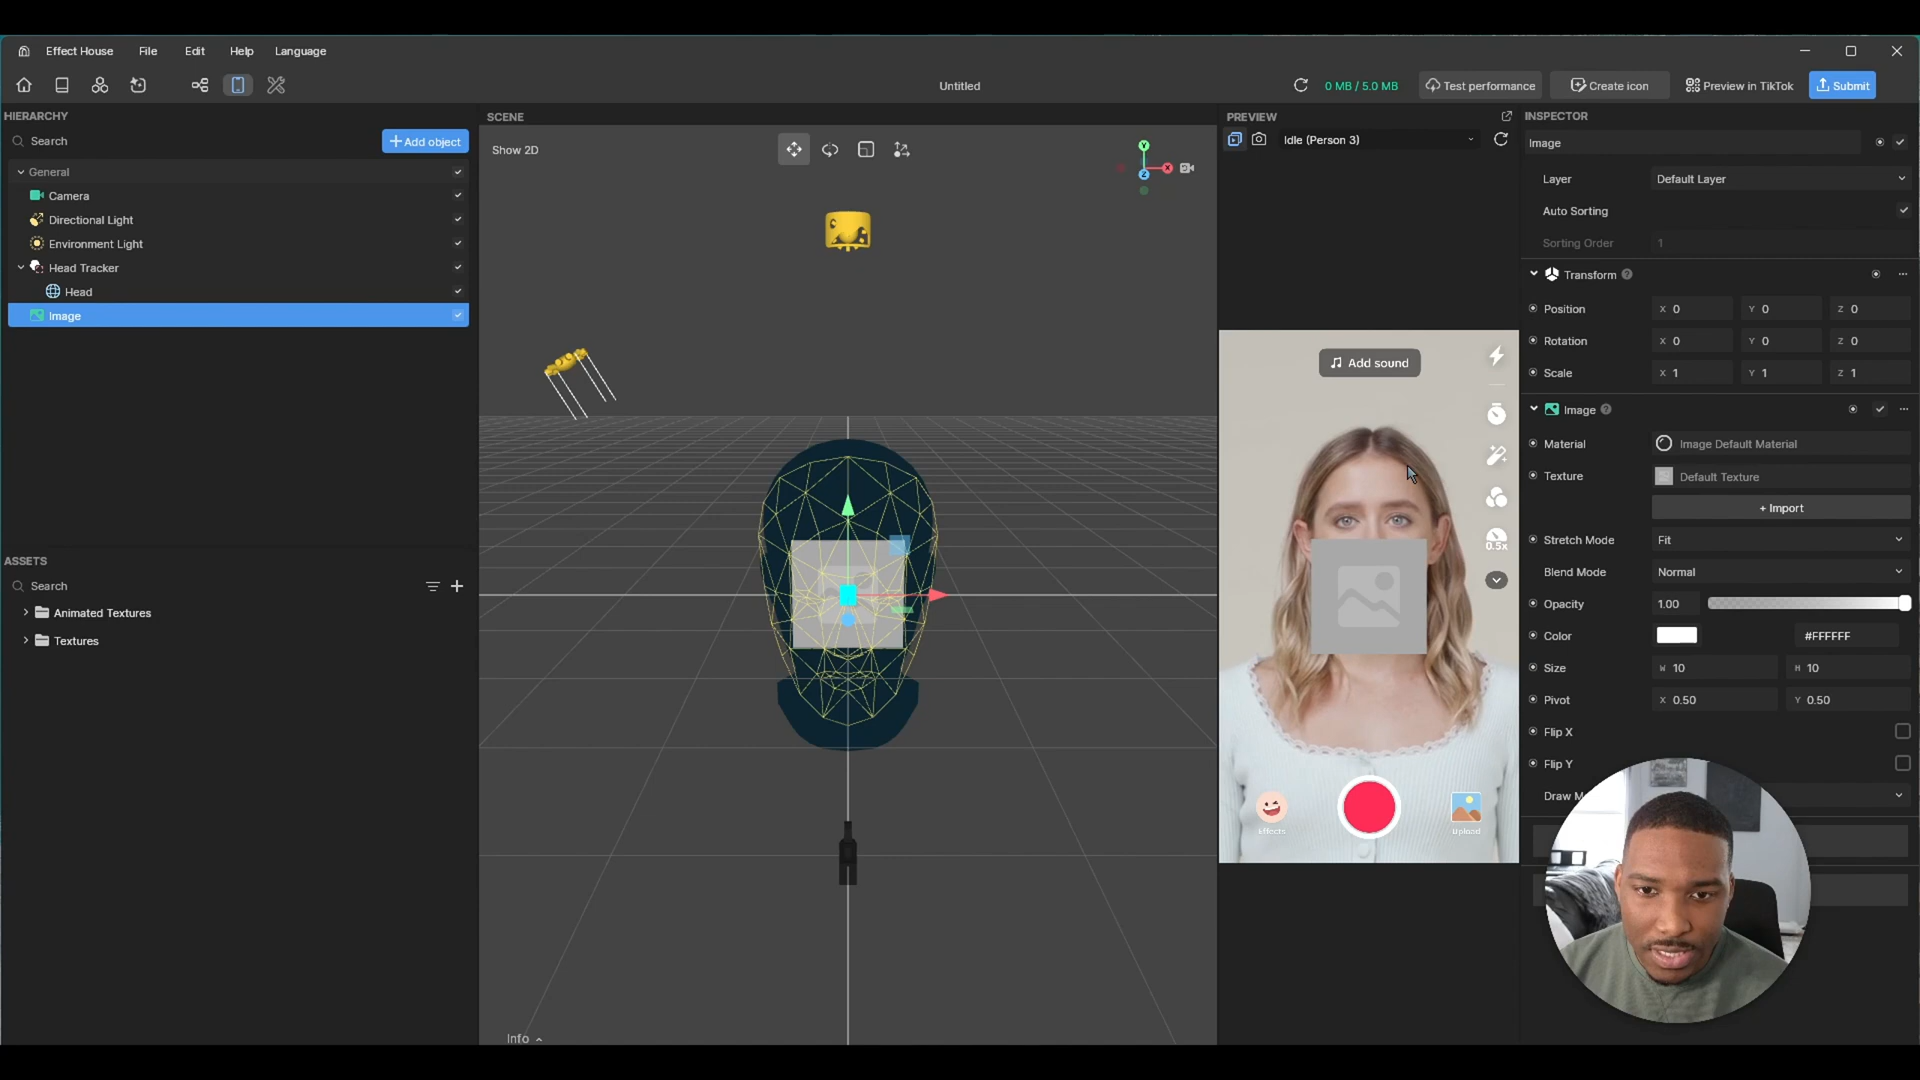 Effect House File Edit Help Language
Untitled
0 MB / 5.0 MB
Test performance
Create icon
Preview in TikTok
Submit
HIERARCHY
Search
+ Add object
General
Camera
Directional Light
Environment Light
Head Tracker
Head
Image
ASSETS
Search
Animated Textures
Textures
SCENE
Show 2D
Y
X
Z
Info
PREVIEW
Idle (Person 3)
Add sound
0.5x
Effects
Upload
INSPECTOR
Image
Layer Default Layer
Auto Sorting
Sorting Order 1
Transform
Position X 0 Y 0 Z 0
Rotation X 0 Y 0 Z 0
Scale X 1 Y 1 Z 1
Image
Material Image Default Material
Texture Default Texture
+ Import
Stretch Mode Fit
Blend Mode Normal
Opacity 1.00
Color #FFFFFF
Size W 10 H 10
Pivot X 0.50 Y 0.50
Flip X
Flip Y
Draw